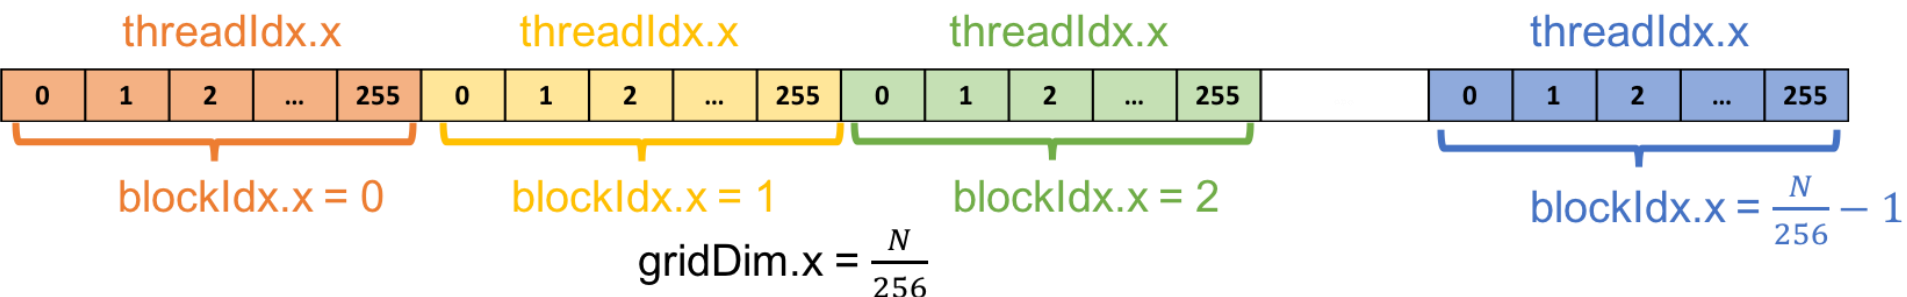 threadIdx.x threadIdx.x threadIdx.x threadIdx.x
0 1 2 ... 255 0 1 2 ... 255 0 1 2 ... 255 0 1 2 ... 255
blockIdx.x = 0 blockIdx.x = 1 blockIdx.x = 2 blockIdx.x = N/256 − 1
gridDim.x = N/256